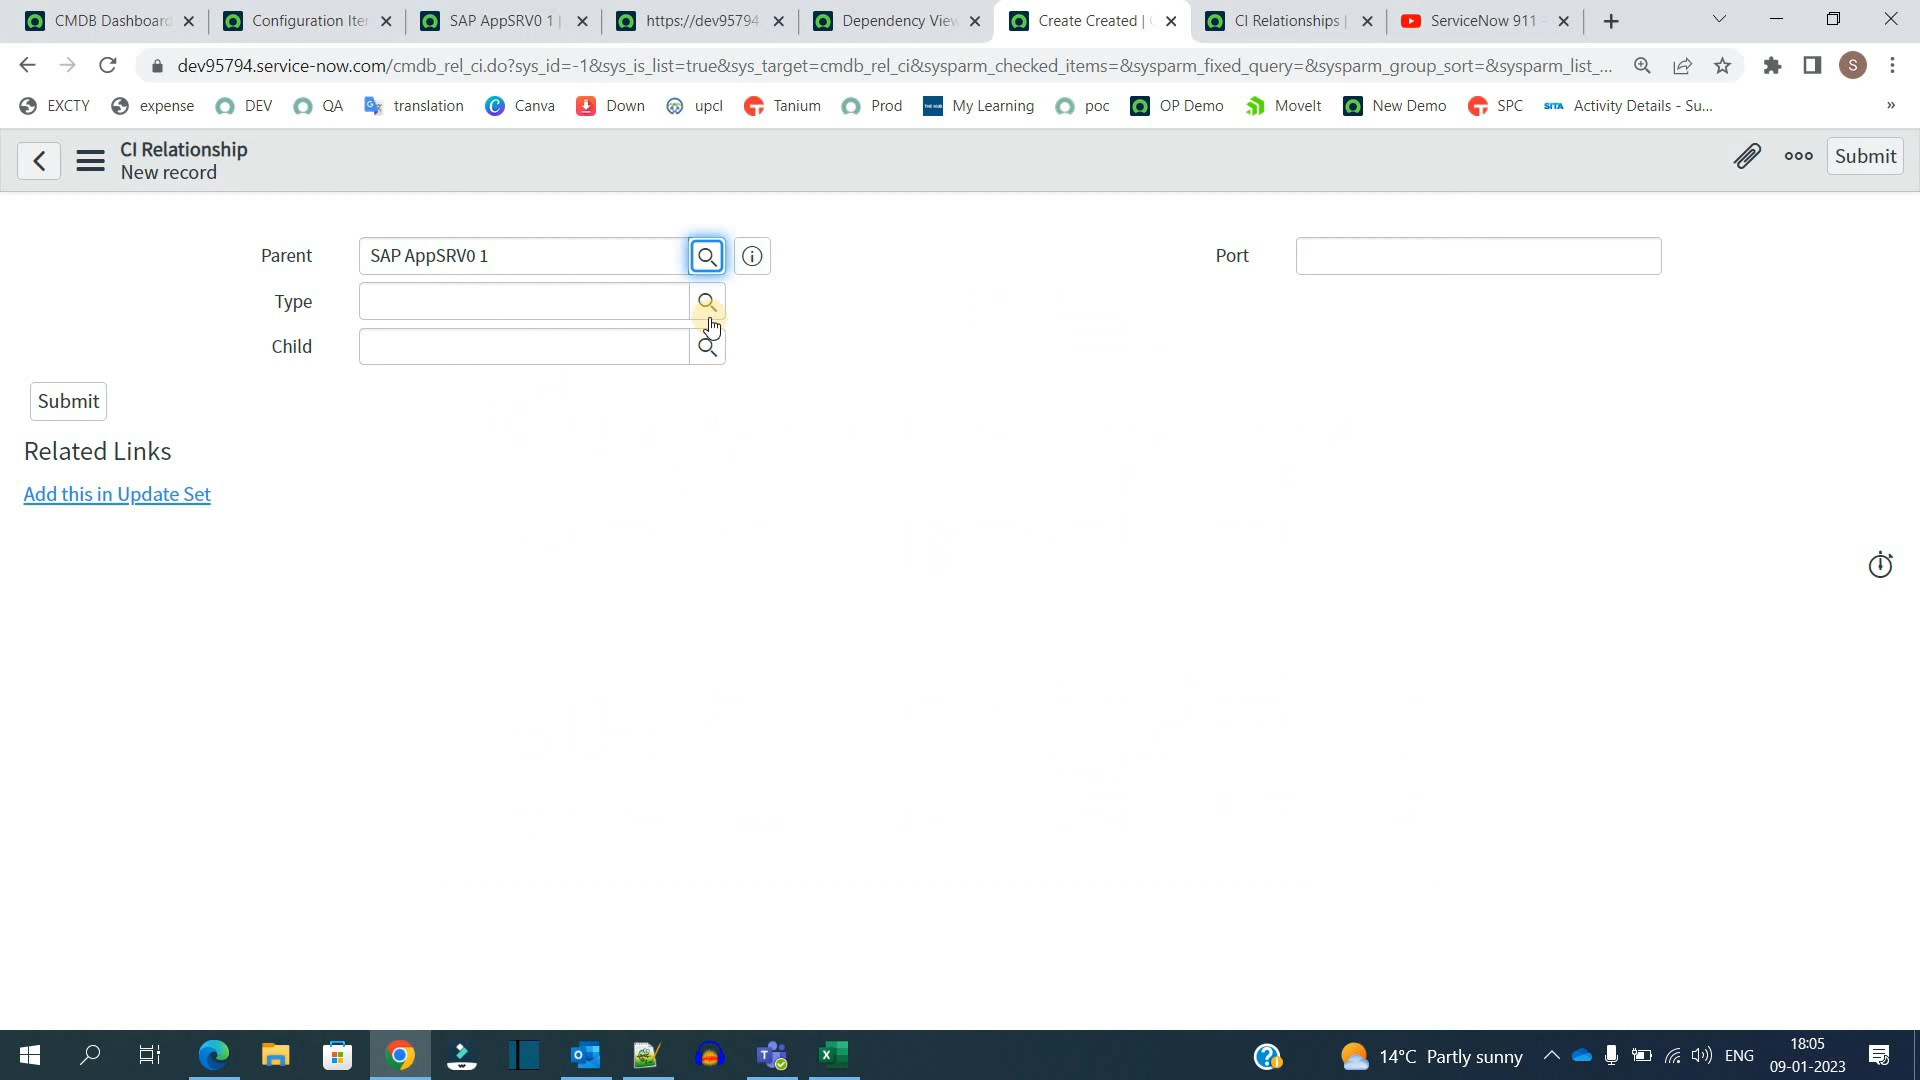 CMDB Dashboard
Configuration Iter
SAP AppSRV0 1 |
https://dev95794
Dependency View
Create Created |
CI Relationships |
ServiceNow 911 -
dev95794.service-now.com/cmdb_rel_ci.do?sys_id=-1&sys_is_list=true&sys_target=cmdb_rel_ci&sysparm_checked_items=&sysparm_fixed_query=&sysparm_group_sort=&sysparm_list_...
S
EXCTY
expense
DEV
QA
translation
Canva
Down
upcl
Tanium
Prod
My Learning
poc
OP Demo
MoveIt
New Demo
SPC
SITA Activity Details - Su...
»
CI Relationship
New record
Submit
Parent SAP AppSRV0 1
Port
Type
Child
Submit
Related Links
Add this in Update Set
14°C Partly sunny
ENG
18:05
09-01-2023